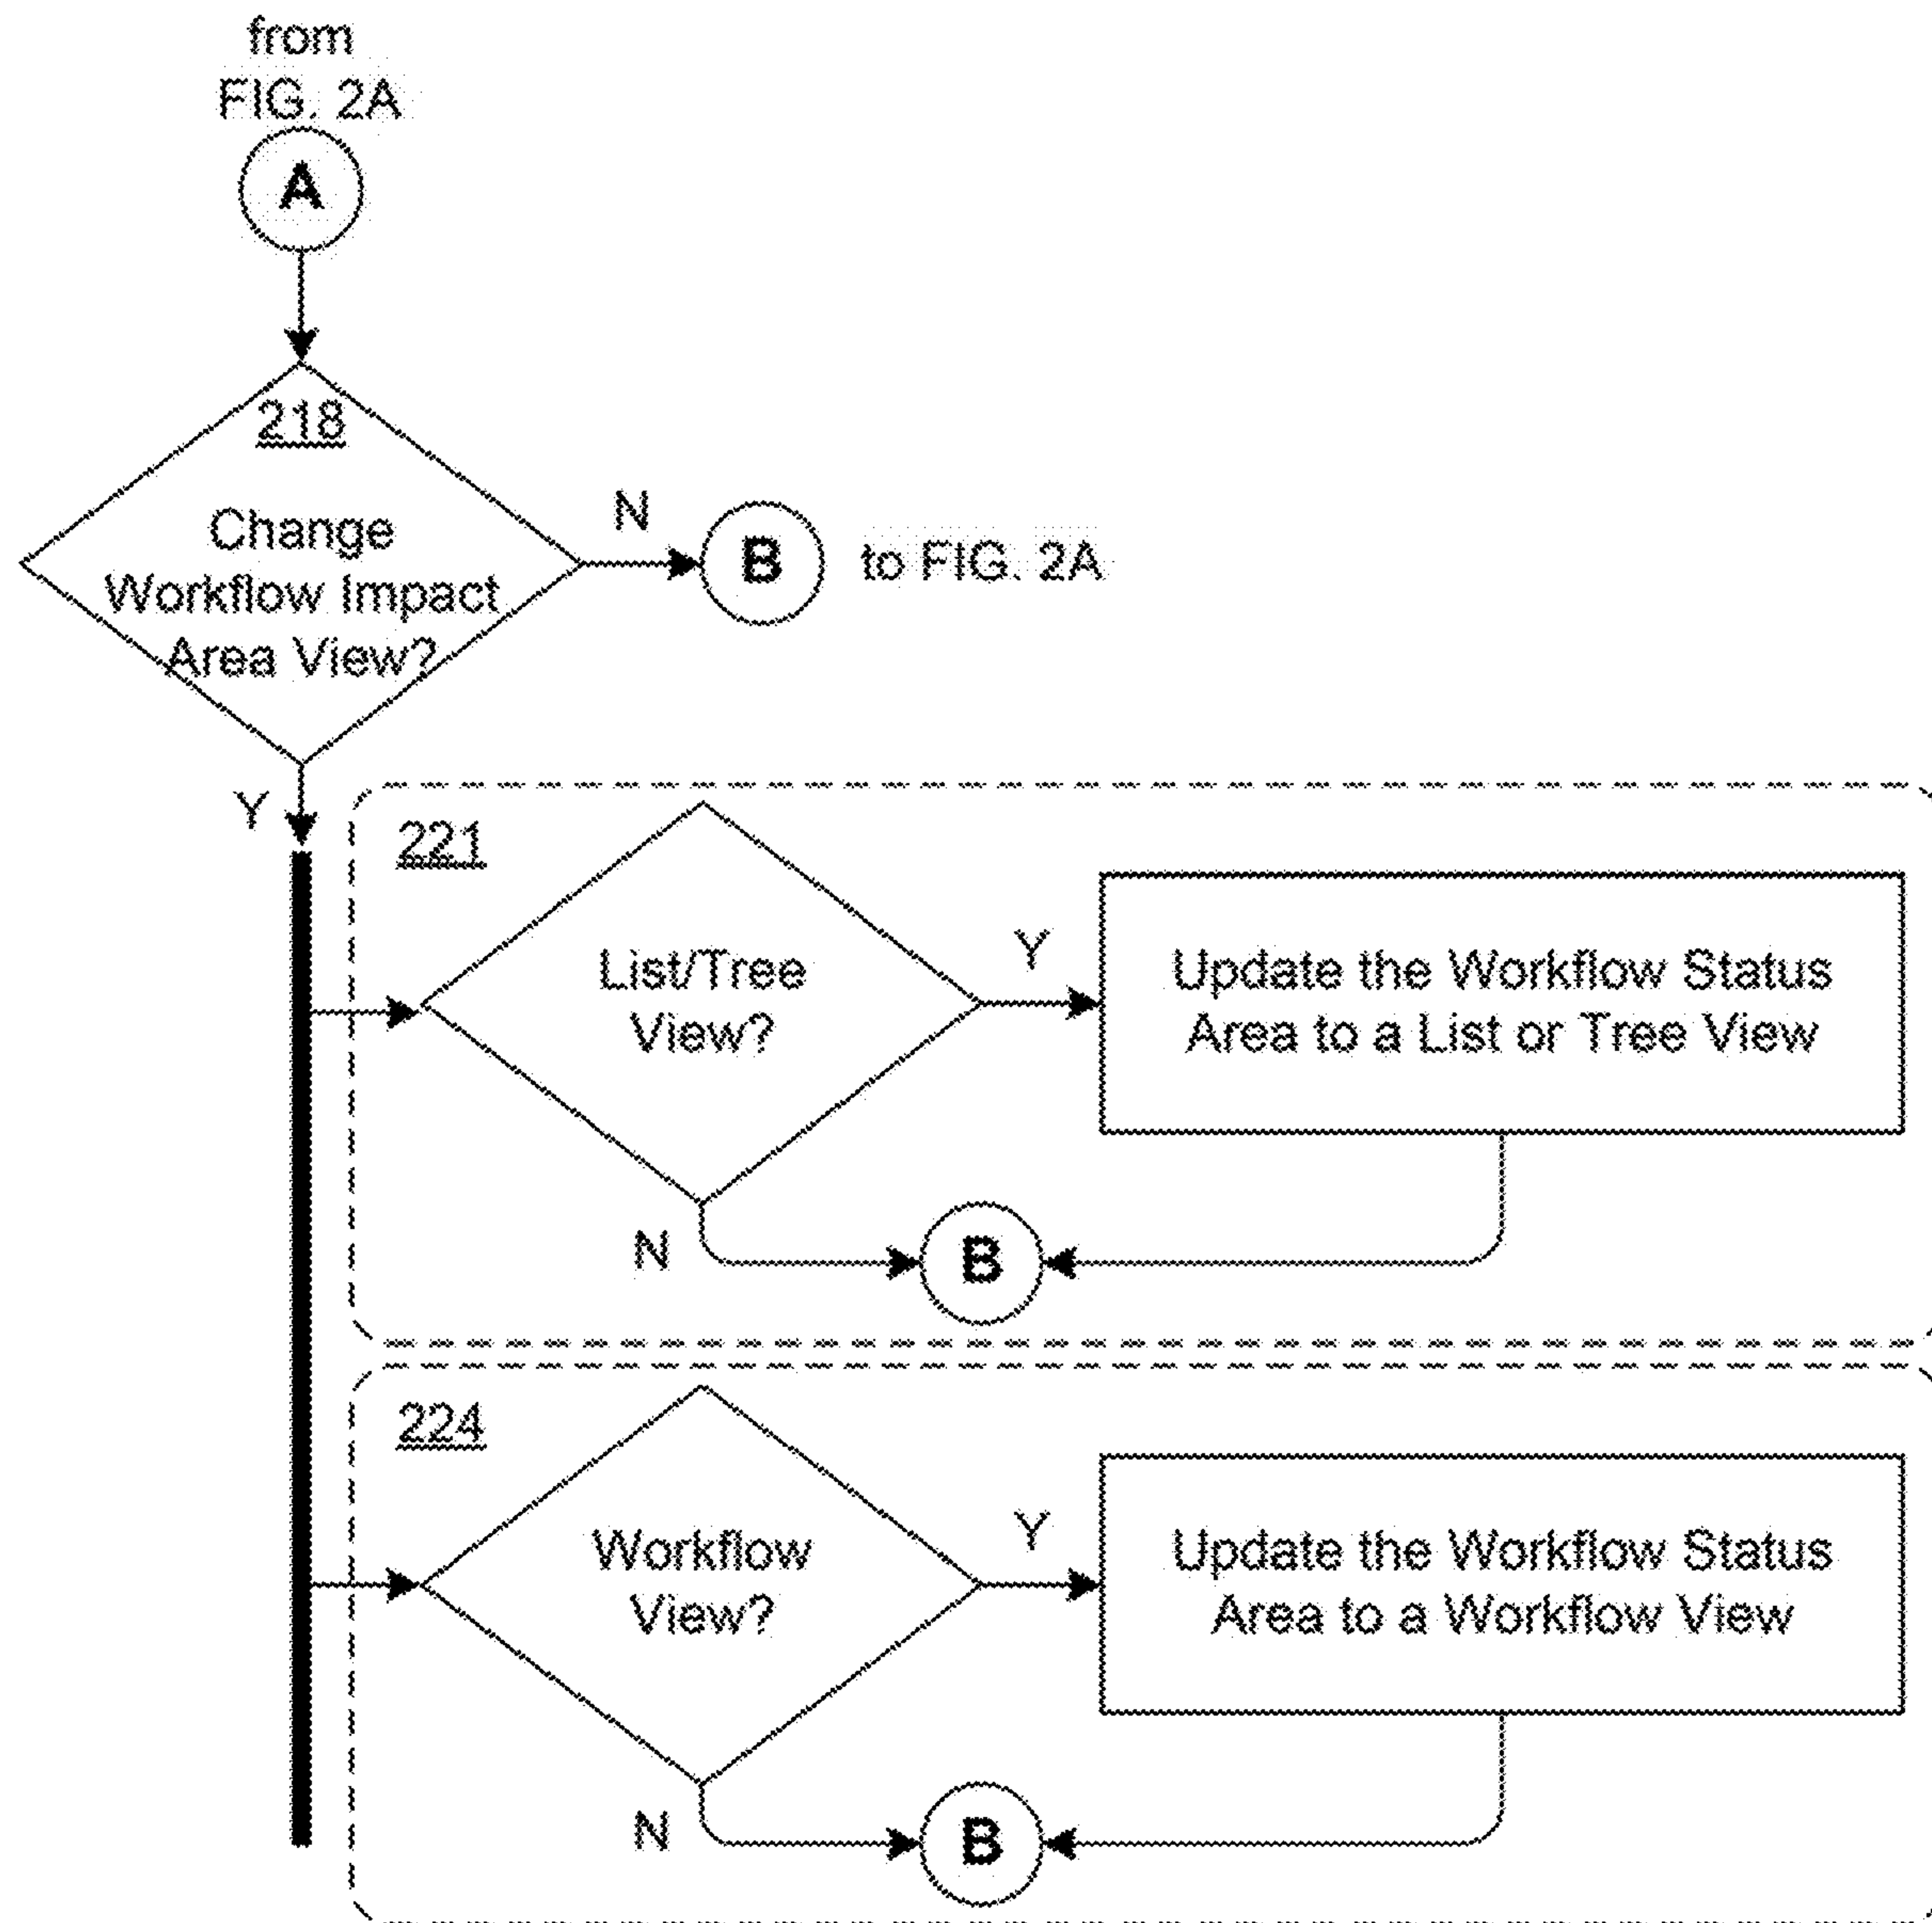 from
FIG. 2A
A
218
Change
Workflow Impact
Area View?
N
B
to FIG. 2A
Y
221
List/Tree
View?
Y
Update the Workflow Status
Area to a List or Tree View
N
B
224
Workflow
View?
Y
Update the Workflow Status
Area to a Workflow View
N
B